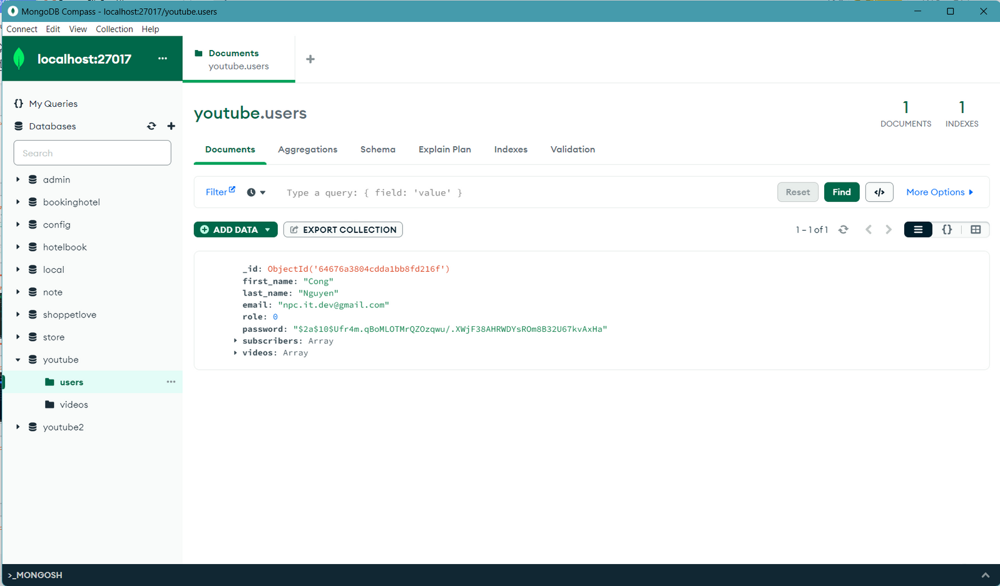 MongoDB Compass - localhost:27017/youtube.users
Connect Edit View Collection Help
localhost:27017 ...
Documents
youtube.users
+
{} My Queries
Databases
Search
admin
bookinghotel
config
hotelbook
local
note
shoppetlove
store
youtube
users ...
videos
youtube2
youtube.users
1
DOCUMENTS
1
INDEXES
Documents Aggregations Schema Explain Plan Indexes Validation
Filter Type a query: { field: 'value' } Reset Find </> More Options
ADD DATA EXPORT COLLECTION 1 – 1 of 1 {}
_id: ObjectId('64676a3804cdda1bb8fd216f')
first_name: "Cong"
last_name: "Nguyen"
email: "npc.it.dev@gmail.com"
role: 0
password: "$2a$10$Ufr4m.qBoMLOTMrQZOzqwu/.XWjF38AHRWDYsROm8B32U67kvAxHa"
subscribers: Array
videos: Array
>_MONGOSH